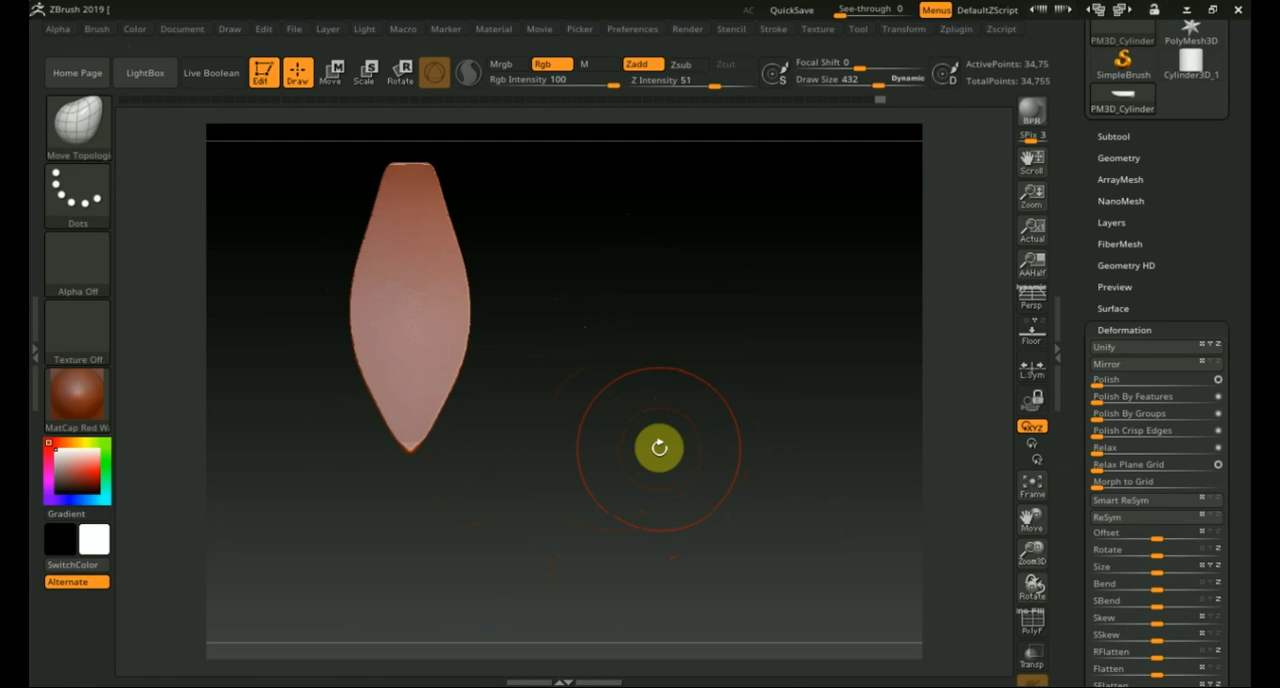 ZBrush 2019 [
AC QuickSave See-through 0 Menus DefaultZScript
Alpha Brush Color Document Draw Edit File Layer Light Macro Marker Material Movie Picker Preferences Render Stencil Stroke Texture Tool Transform Zplugin Zscript
Home Page LightBox Live Boolean Edit Draw Move Scale Rotate
Mrgb Rgb M Zadd Zsub Zcut
Rgb Intensity 100 Z Intensity 51
Focal Shift 0
Draw Size 432 Dynamic
ActivePoints: 34,75
TotalPoints: 34,755
Move Topologi
Dots
Alpha Off
Texture Off
MatCap Red W
Gradient
SwitchColor
Alternate
BPR
SPix 3
Scroll
Zoom
Actual
AAHalf
Persp
Floor
L.Sym
XYZ
Frame
Move
Zoom3D
Rotate
PolyF
Transp
PM3D_Cylinder PolyMesh3D
SimpleBrush Cylinder3D_1
PM3D_Cylinder
Subtool
Geometry
ArrayMesh
NanoMesh
Layers
FiberMesh
Geometry HD
Preview
Surface
Deformation
Unify
Mirror
Polish
Polish By Features
Polish By Groups
Polish Crisp Edges
Relax
Relax Plane Grid
Morph to Grid
Smart ReSym
ReSym
Offset
Rotate
Size
Bend
SBend
Skew
SSkew
RFlatten
Flatten
SFlatten